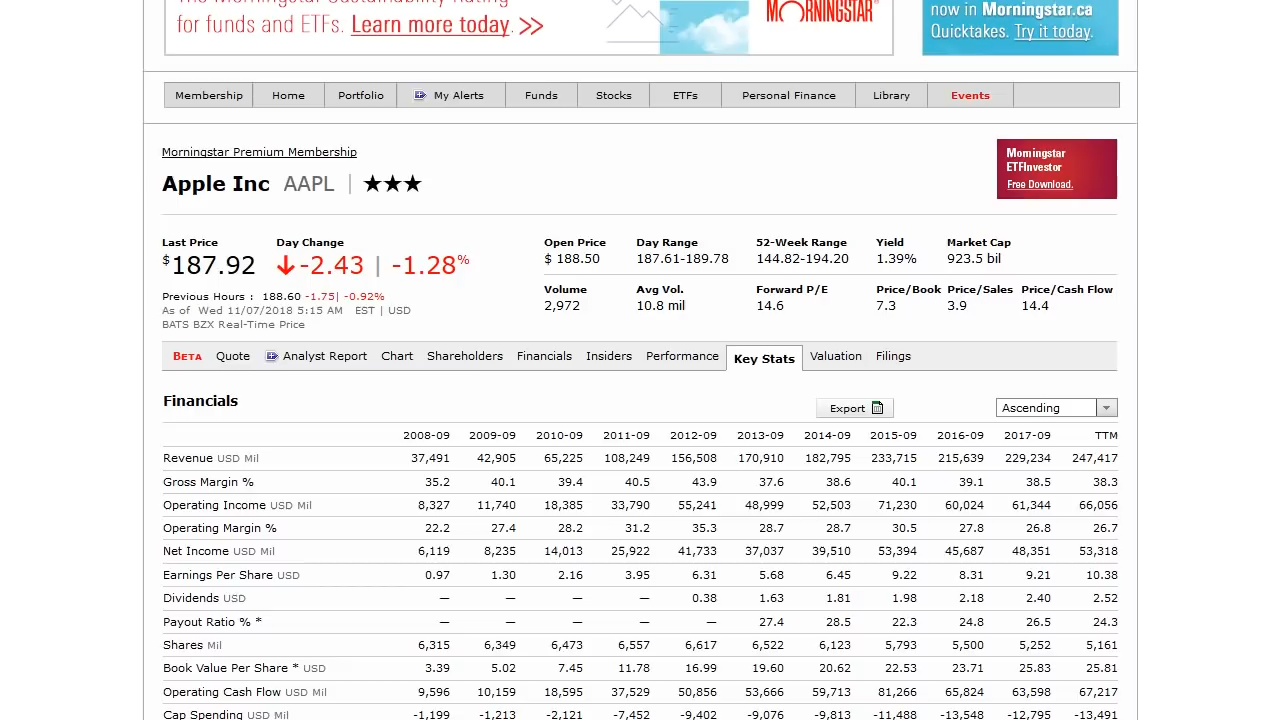 for funds and ETFs. Learn more today. >>
MORNINGSTAR®
now in Morningstar.ca
Quicktakes. Try it today.
Membership Home Portfolio My Alerts Funds Stocks ETFs Personal Finance Library Events
Morningstar Premium Membership
Apple Inc AAPL | ★★★
Morningstar
ETFInvestor
Free Download.
Last Price Day Change Open Price Day Range 52-Week Range Yield Market Cap
$187.92 ↓-2.43 | -1.28% $ 188.50 187.61-189.78 144.82-194.20 1.39% 923.5 bil
Volume Avg Vol. Forward P/E Price/Book Price/Sales Price/Cash Flow
2,972 10.8 mil 14.6 7.3 3.9 14.4
Previous Hours : 188.60 -1.75| -0.92%
As of Wed 11/07/2018 5:15 AM EST | USD
BATS BZX Real-Time Price
BETA Quote Analyst Report Chart Shareholders Financials Insiders Performance Key Stats Valuation Filings
Financials Export Ascending
2008-09 2009-09 2010-09 2011-09 2012-09 2013-09 2014-09 2015-09 2016-09 2017-09 TTM
Revenue USD Mil 37,491 42,905 65,225 108,249 156,508 170,910 182,795 233,715 215,639 229,234 247,417
Gross Margin % 35.2 40.1 39.4 40.5 43.9 37.6 38.6 40.1 39.1 38.5 38.3
Operating Income USD Mil 8,327 11,740 18,385 33,790 55,241 48,999 52,503 71,230 60,024 61,344 66,056
Operating Margin % 22.2 27.4 28.2 31.2 35.3 28.7 28.7 30.5 27.8 26.8 26.7
Net Income USD Mil 6,119 8,235 14,013 25,922 41,733 37,037 39,510 53,394 45,687 48,351 53,318
Earnings Per Share USD 0.97 1.30 2.16 3.95 6.31 5.68 6.45 9.22 8.31 9.21 10.38
Dividends USD — — — — 0.38 1.63 1.81 1.98 2.18 2.40 2.52
Payout Ratio % * — — — — — 27.4 28.5 22.3 24.8 26.5 24.3
Shares Mil 6,315 6,349 6,473 6,557 6,617 6,522 6,123 5,793 5,500 5,252 5,161
Book Value Per Share * USD 3.39 5.02 7.45 11.78 16.99 19.60 20.62 22.53 23.71 25.83 25.81
Operating Cash Flow USD Mil 9,596 10,159 18,595 37,529 50,856 53,666 59,713 81,266 65,824 63,598 67,217
Cap Spending USD Mil -1,199 -1,213 -2,121 -7,452 -9,402 -9,076 -9,813 -11,488 -13,548 -12,795 -13,491